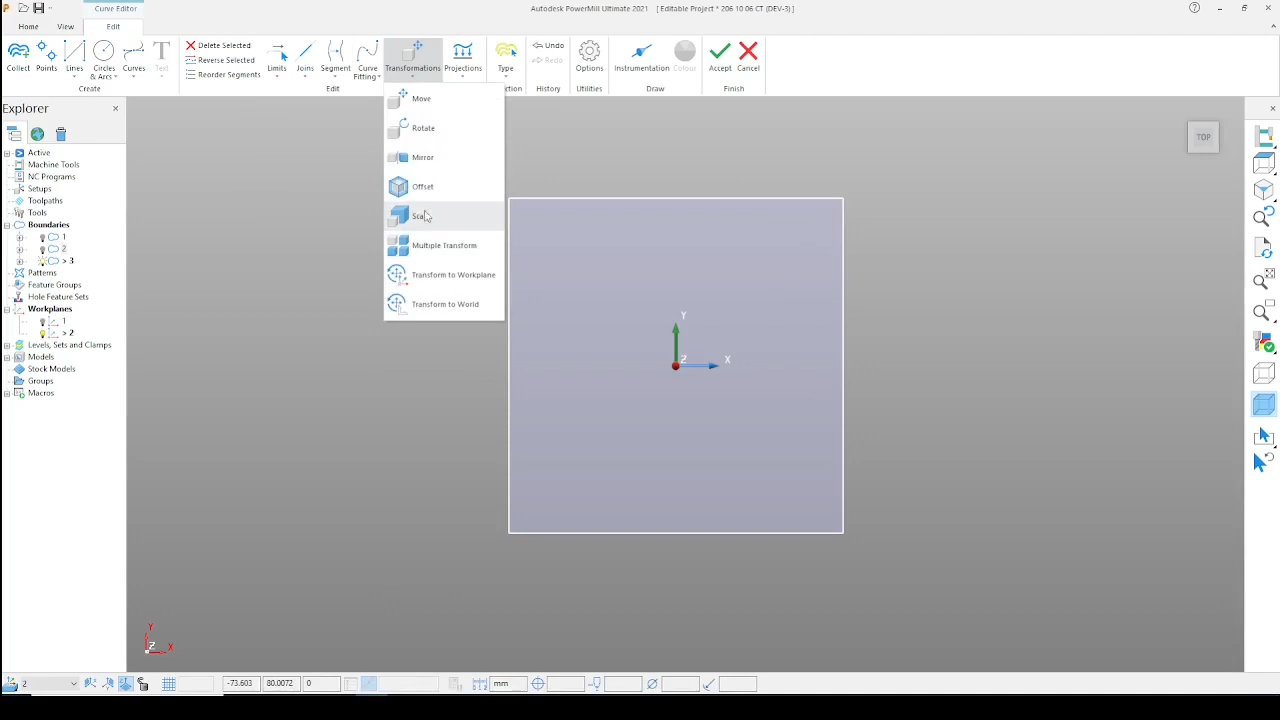 Curve Editor
Autodesk PowerMill Ultimate 2021 [ Editable Project * 206 10 06 CT (DEV-3) ]
Home View Edit
Collect Points Lines Circles & Arcs Curves Text
Delete Selected
Reverse Selected
Reorder Segments
Limits Joins Segment Curve Fitting Transformations Projections Type
Undo
Redo
Options Instrumentation Colour Accept Cancel
Create Edit ction History Utilities Draw Finish
Explorer
Active
Machine Tools
NC Programs
Setups
Toolpaths
Tools
Boundaries
1
2
> 3
Patterns
Feature Groups
Hole Feature Sets
Workplanes
1
> 2
Levels, Sets and Clamps
Models
Stock Models
Groups
Macros
Move
Rotate
Mirror
Offset
Multiple Transform
Transform to Workplane
Transform to World
TOP
Y
Z
X
Y
Z
X
2 -73.603 80.0072 0 mm